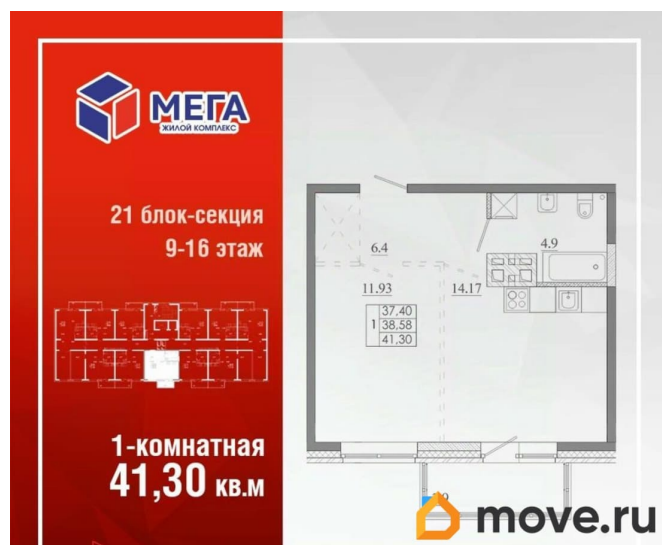 МЕГА
ЖИЛОЙ КОМПЛЕКС
21 блок-секция
9-16 этаж
1-комнатная
41,30 кв.м
6.4
4.9
11.93
14.17
37.40
1 38.58
41.30
move.ru